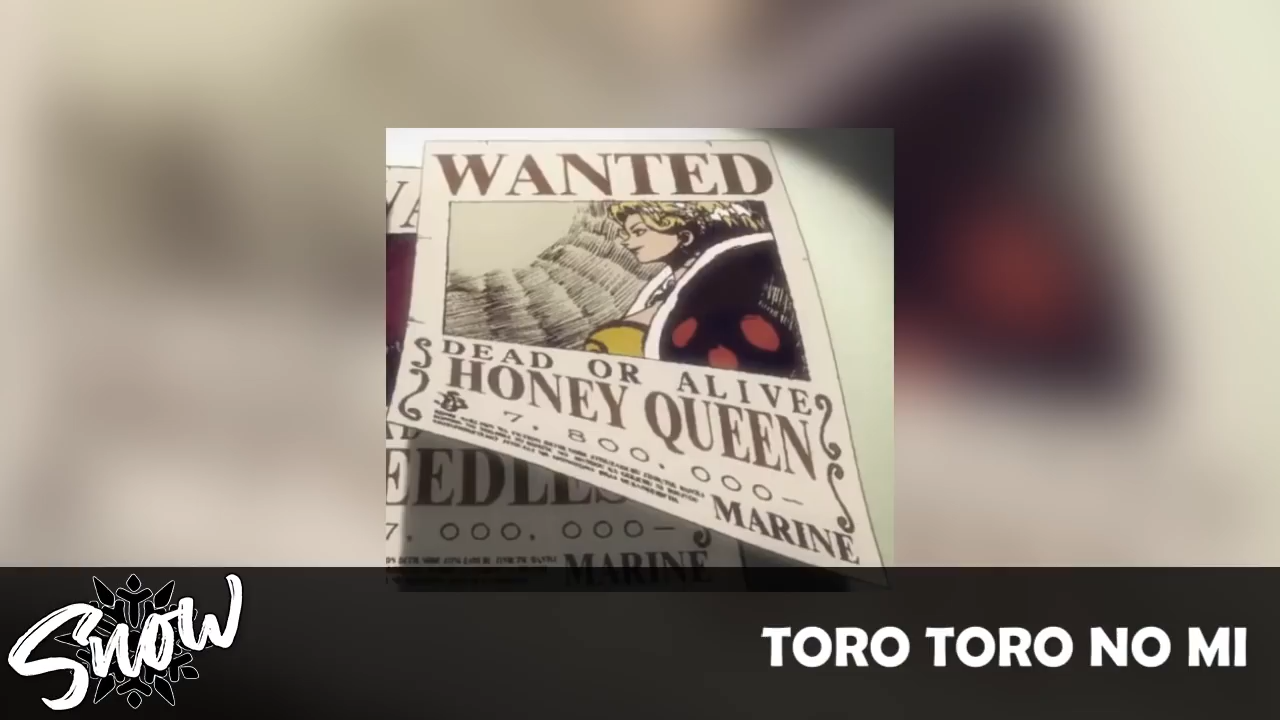 WANTED
DEAD OR ALIVE
HONEY QUEEN
7,800,000-
MARINE
7,000,000-
MARINE
Snow
TORO TORO NO MI